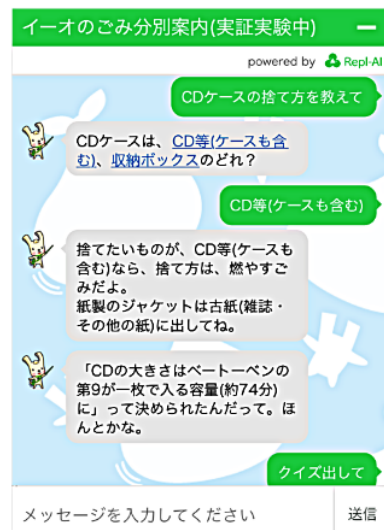 イーオのごみ分別案内(実証実験中)
powered by Repl-AI
CDケースの捨て方を教えて
CDケースは、CD等(ケースも含
む)、収納ボックスのどれ？
CD等(ケースも含む)
捨てたいものが、CD等(ケースも
含む)なら、捨て方は、燃やすご
みだよ。
紙製のジャケットは古紙(雑誌・
その他の紙)に出してね。
「CDの大きさはベートーベンの
第9が一枚で入る容量(約74分)
に」って決められたんだって。ほ
んとかな。
クイズ出して
メッセージを入力してください
送信